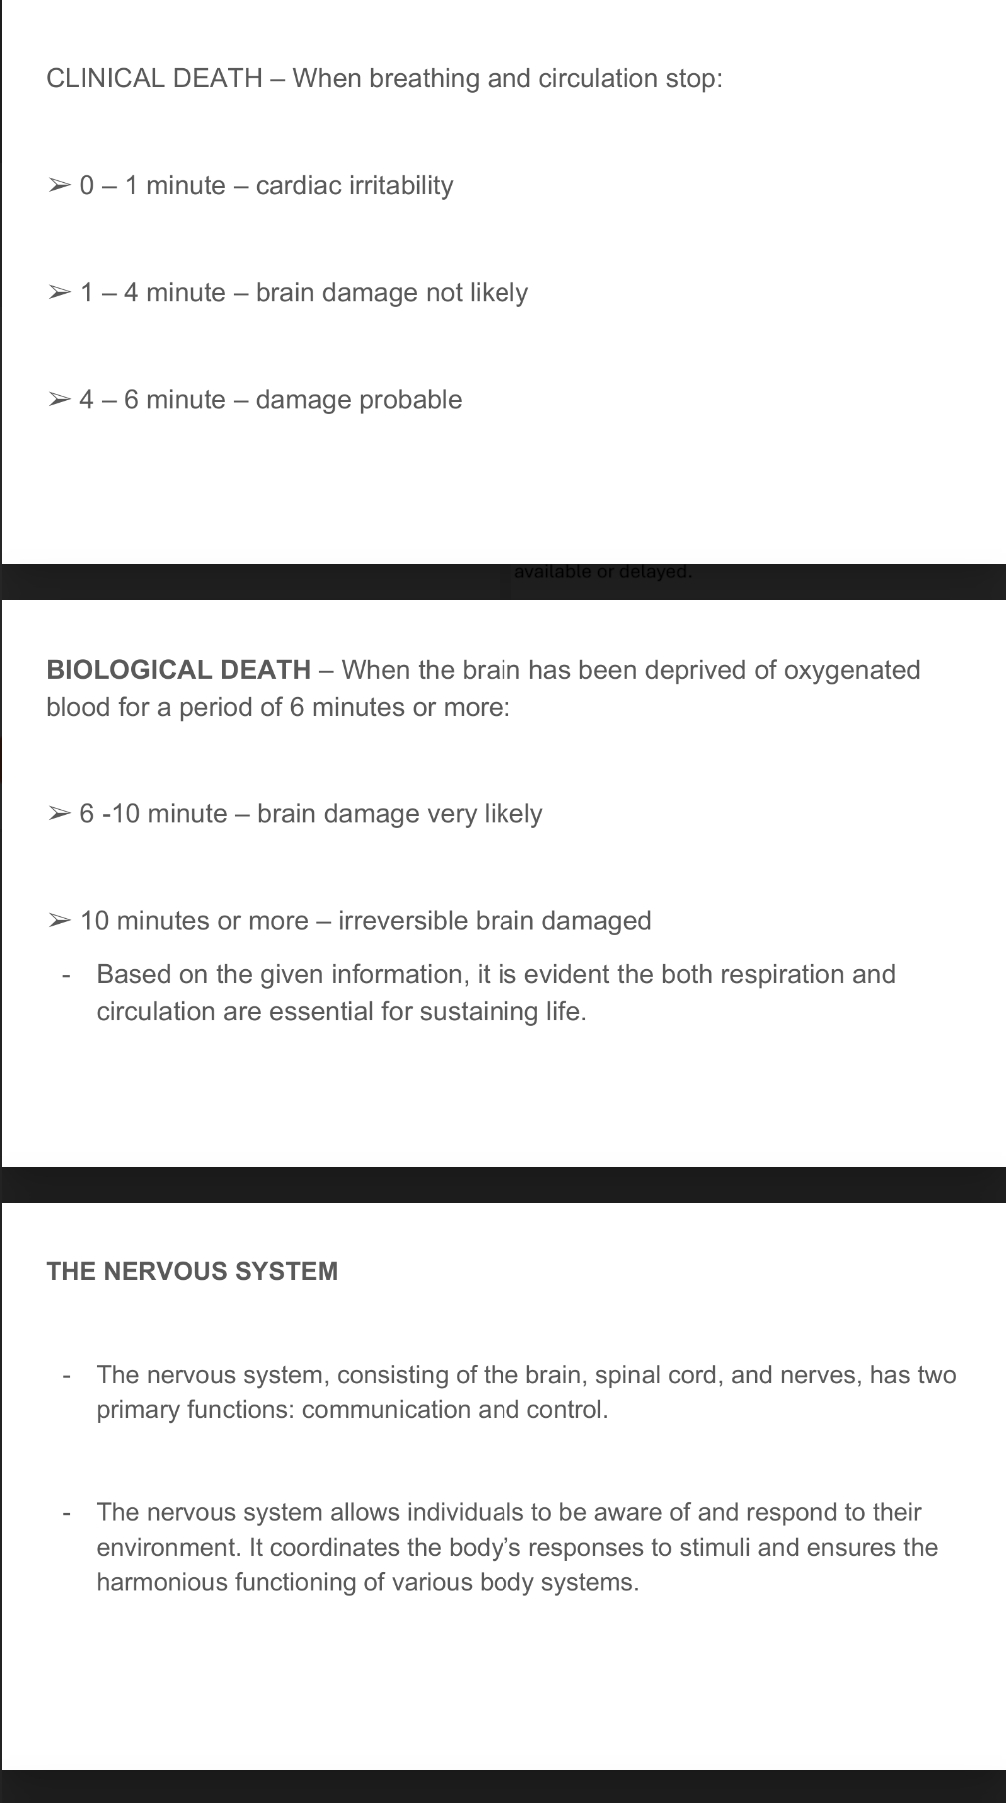 CLINICAL DEATH – When breathing and circulation stop:
➢ 0 – 1 minute – cardiac irritability
➢ 1 – 4 minute – brain damage not likely
➢ 4 – 6 minute – damage probable
available or delayed.
BIOLOGICAL DEATH – When the brain has been deprived of oxygenated
blood for a period of 6 minutes or more:
➢ 6 -10 minute – brain damage very likely
➢ 10 minutes or more – irreversible brain damaged
- Based on the given information, it is evident the both respiration and
circulation are essential for sustaining life.
THE NERVOUS SYSTEM
- The nervous system, consisting of the brain, spinal cord, and nerves, has two
primary functions: communication and control.
- The nervous system allows individuals to be aware of and respond to their
environment. It coordinates the body’s responses to stimuli and ensures the
harmonious functioning of various body systems.